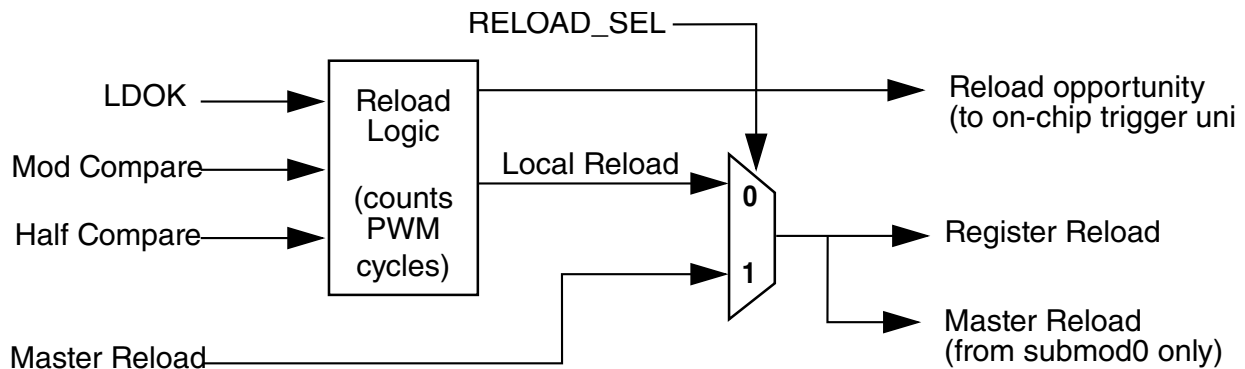 RELOAD_SEL
LDOK
Reload
Logic
Reload opportunity
(to on-chip trigger uni
Mod Compare
Local Reload
0
Half Compare
(counts
PWM
cycles)
Register Reload
1
Master Reload
(from submod0 only)
Master Reload